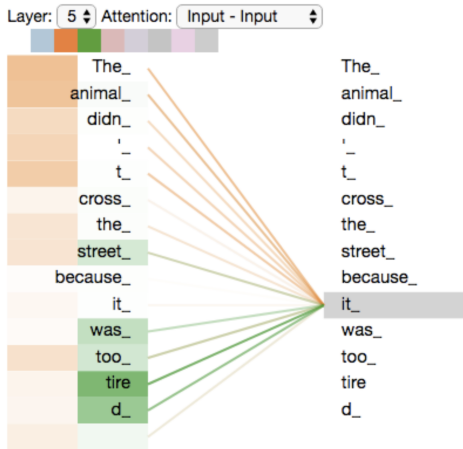 Layer: 5 Attention: Input - Input
The_ The_
animal_ animal_
didn_ didn_
'_ '_
t_ t_
cross_ cross_
the_ the_
street_ street_
because_ because_
it_ it_
was_ was_
too_ too_
tire tire
d_ d_